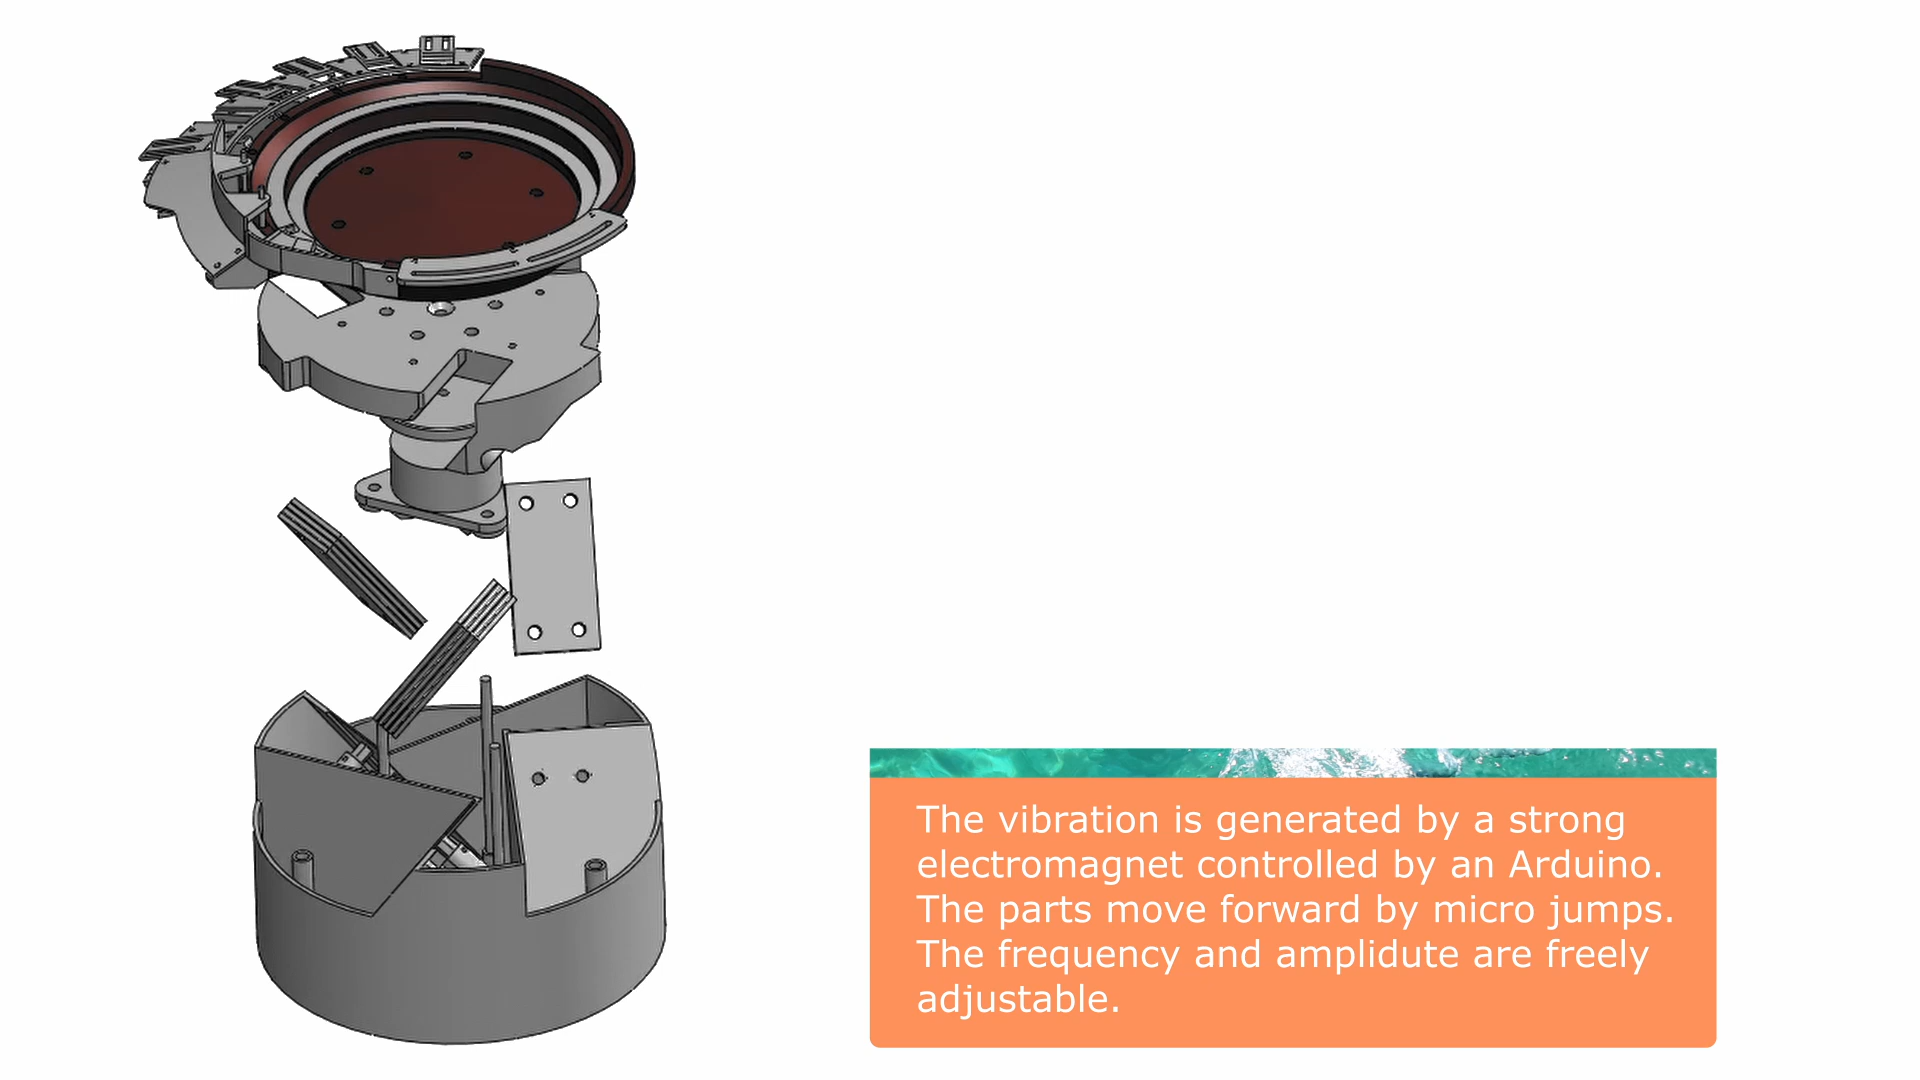 The vibration is generated by a strong
electromagnet controlled by an Arduino.
The parts move forward by micro jumps.
The frequency and amplidute are freely
adjustable.